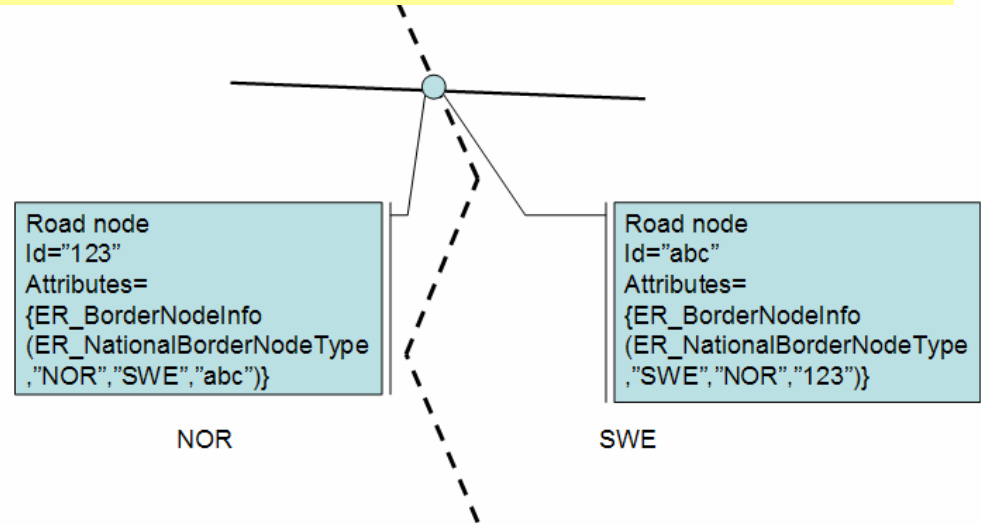 Road node
Id=”123”
Attributes=
{ER_BorderNodeInfo
(ER_NationalBorderNodeType
,”NOR”,”SWE”,”abc”)}
Road node
Id=”abc”
Attributes=
{ER_BorderNodeInfo
(ER_NationalBorderNodeType
,”SWE”,”NOR”,”123”)}
NOR
SWE